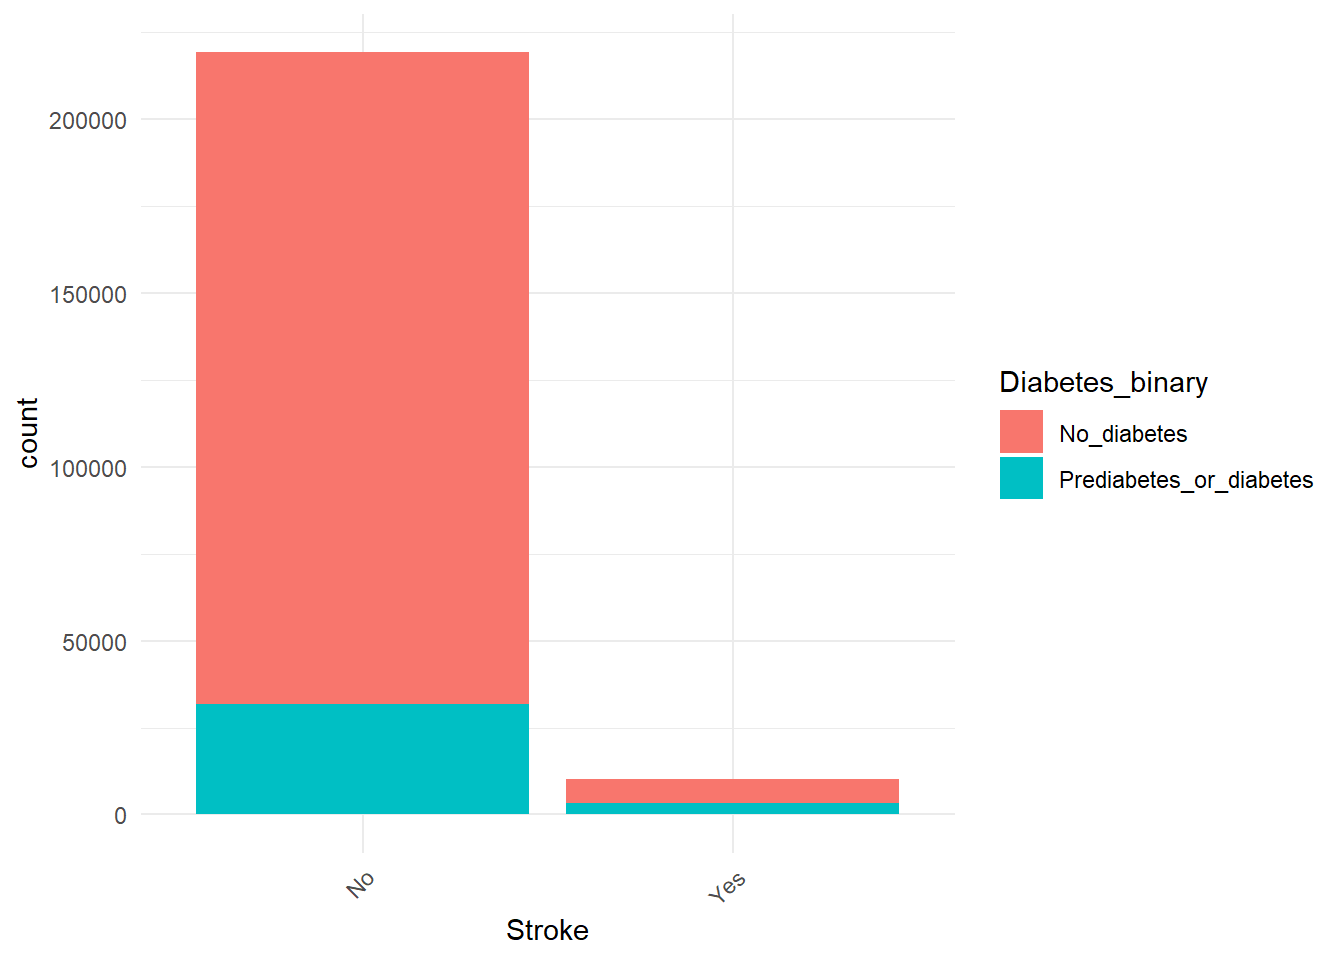 200000
150000
100000
50000
0
count
No
Yes
Stroke
Diabetes_binary
No_diabetes
Prediabetes_or_diabetes